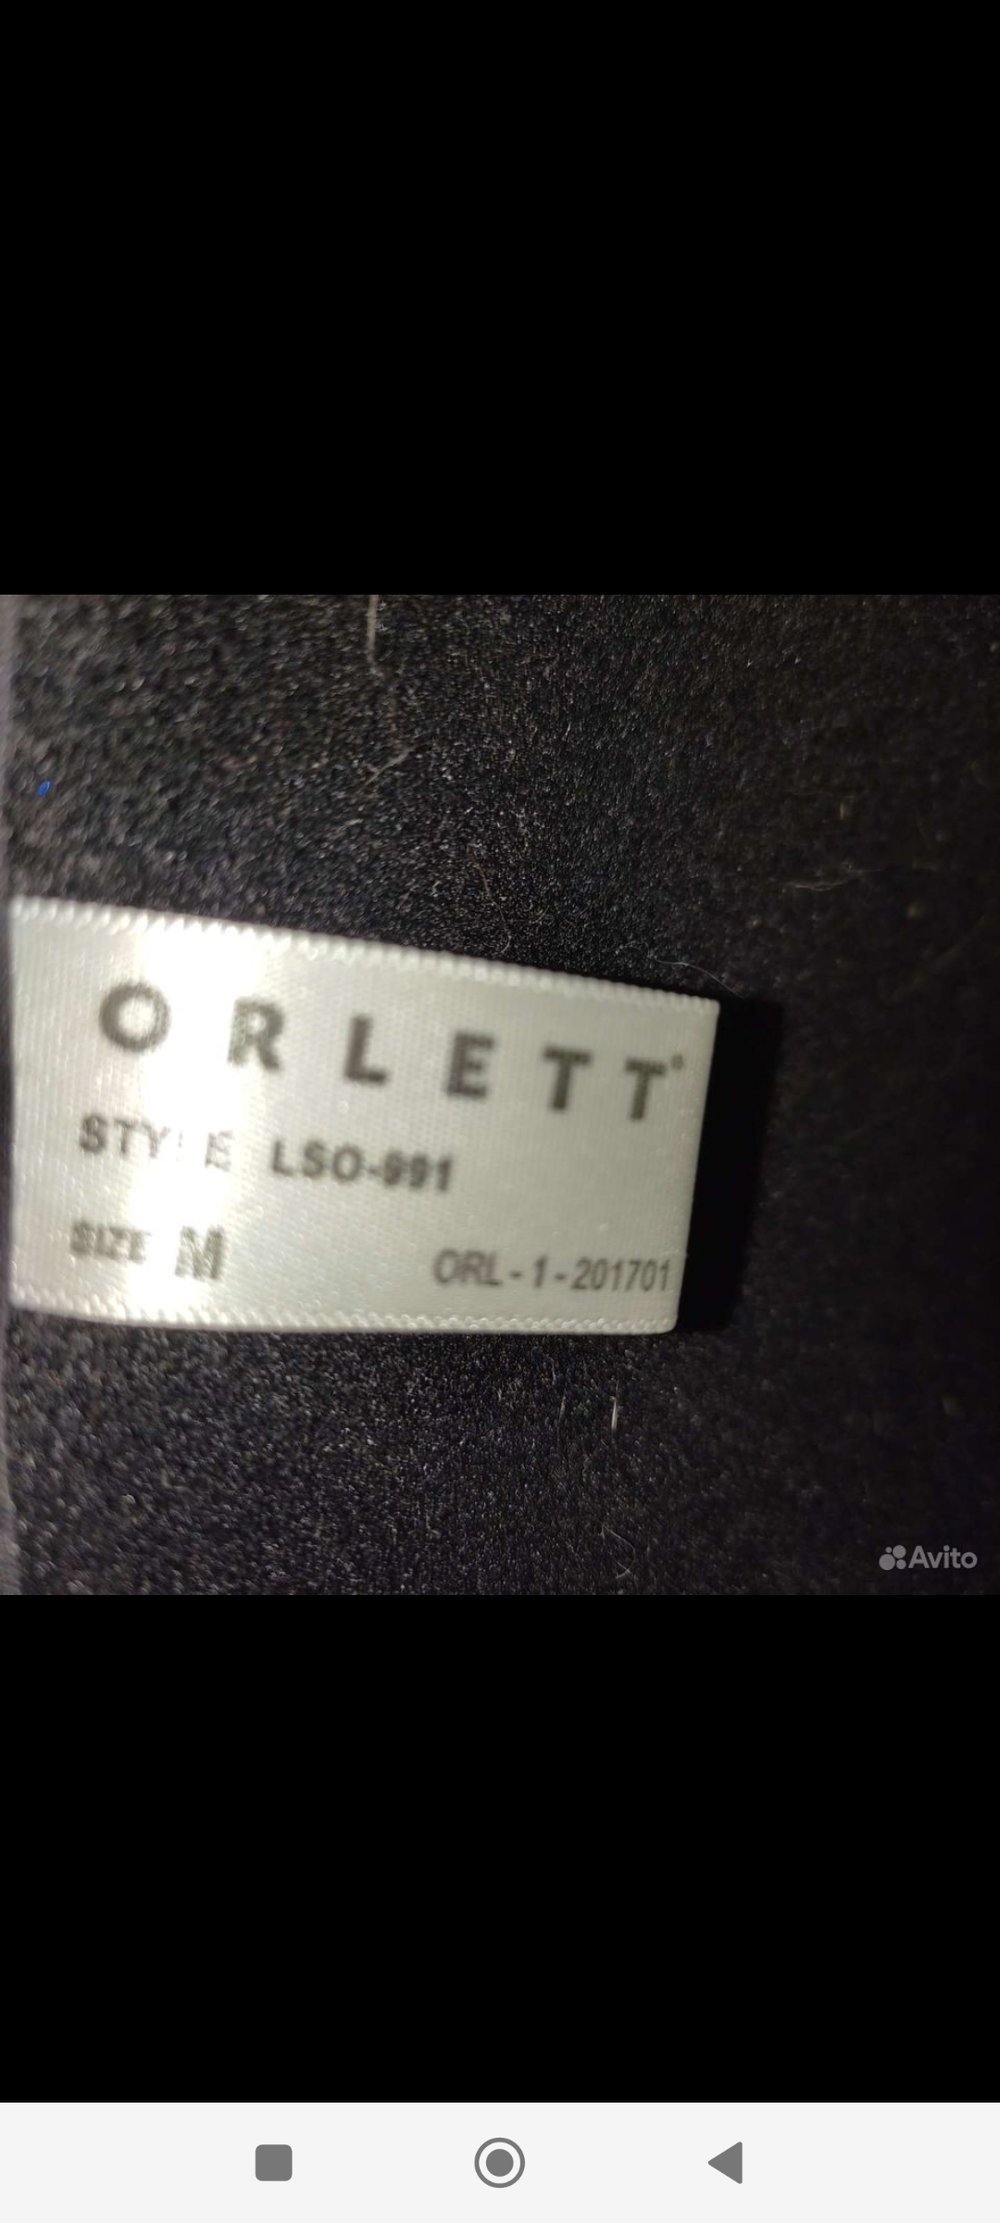 ORLETT®
STYLE LSO-991
SIZE M ORL-1-201701
Avito